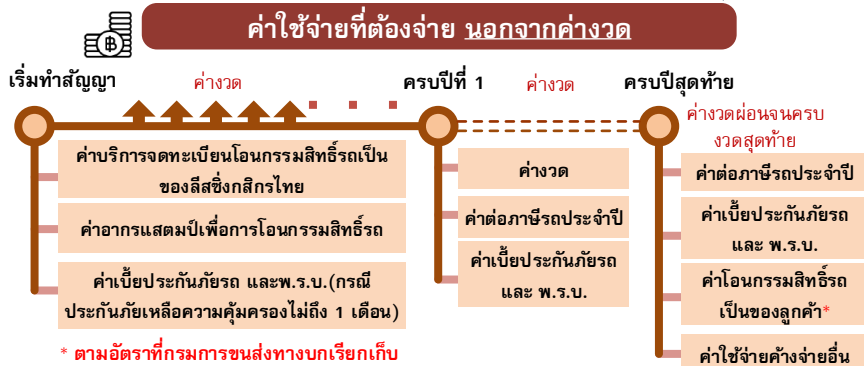 ค่าใช้จ่ายที่ต้องจ่าย นอกจากค่างวด
เริ่มทำสัญญา
ค่างวด
ครบปีที่ 1
ค่างวด
ครบปีสุดท้าย
ค่างวดผ่อนจนครบ
งวดสุดท้าย
ค่าบริการจดทะเบียนโอนกรรมสิทธิ์รถเป็น
ของลีสซิ่งกสิกรไทย
ค่าอากรแสตมป์เพื่อการโอนกรรมสิทธิ์รถ
ค่าเบี้ยประกันภัยรถ และพ.ร.บ.(กรณี
ประกันภัยเหลือความคุ้มครองไม่ถึง 1 เดือน)
* ตามอัตราที่กรมการขนส่งทางบกเรียกเก็บ
ค่างวด
ค่าต่อภาษีรถประจำปี
ค่าเบี้ยประกันภัยรถ
และ พ.ร.บ.
ค่าต่อภาษีรถประจำปี
ค่าเบี้ยประกันภัยรถ
และ พ.ร.บ.
ค่าโอนกรรมสิทธิ์รถ
เป็นของลูกค้า*
ค่าใช้จ่ายค้างจ่ายอื่น